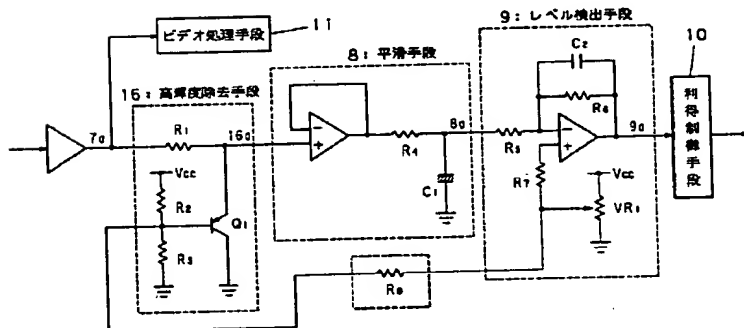 ビデオ処理手段
11
9：レベル検出手段
8：平滑手段
16：高輝度除去手段
10
利得制御手段
7a
R1
16a
Vcc
R2
Q1
R3
R4
8a
C1
R5
C2
R6
9a
R7
Vcc
VR1
R8